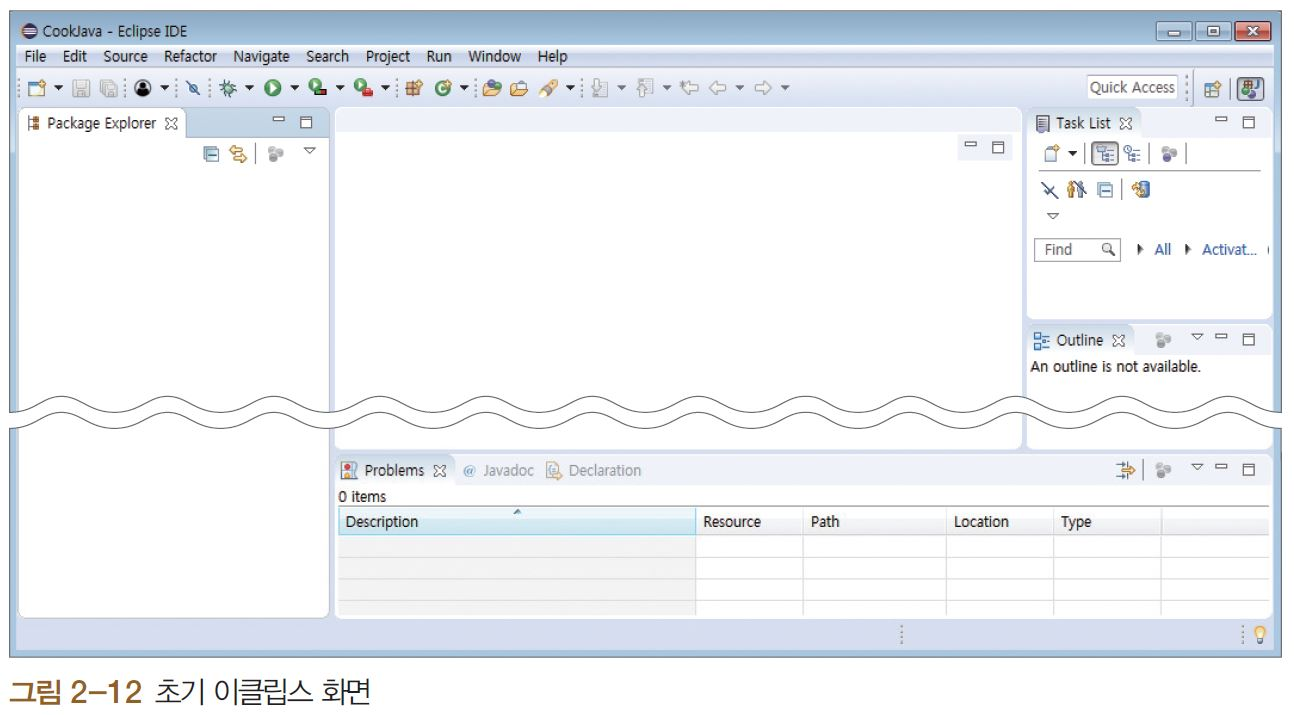 CookJava - Eclipse IDE
File Edit Source Refactor Navigate Search Project Run Window Help
Quick Access
Package Explorer
Task List
Find All Activat...
Outline
An outline is not available.
Problems @ Javadoc Declaration
0 items
Description Resource Path Location Type
그림 2-12 초기 이클립스 화면